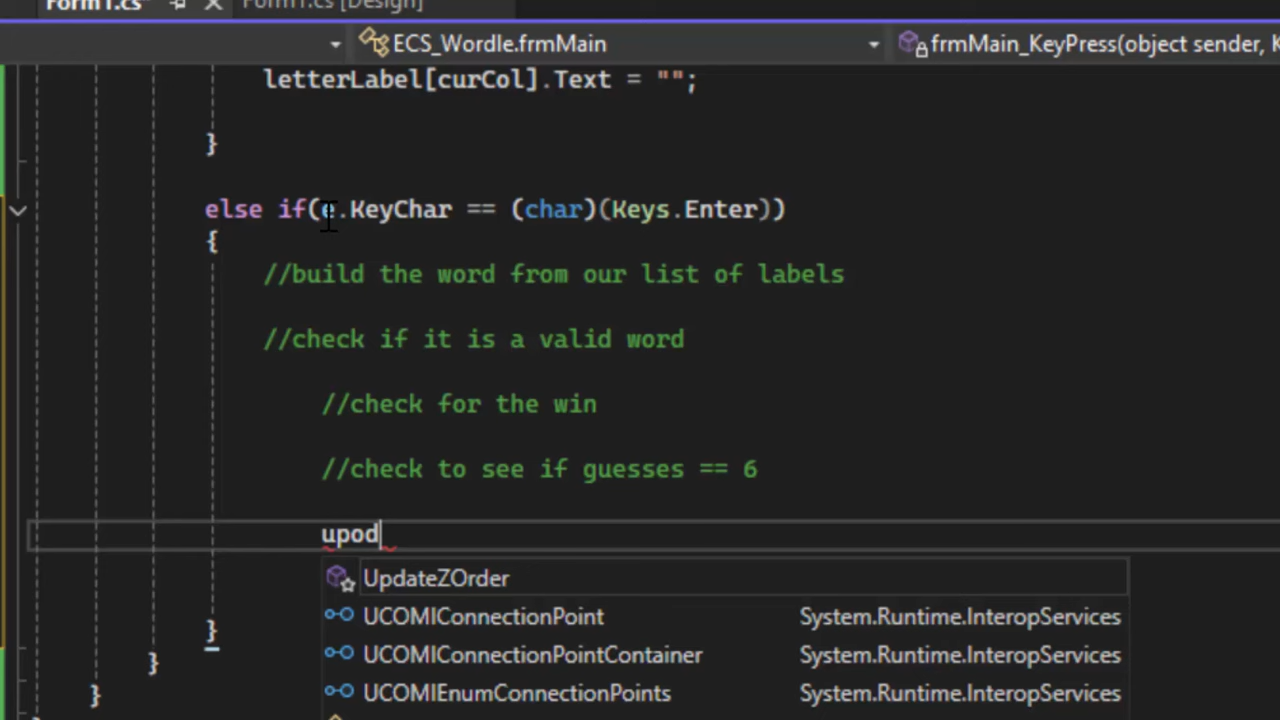 Form1.cs* Form1.cs [Design]
ECS_Wordle.frmMain frmMain_KeyPress(object sender, K
letterLabel[curCol].Text = "";
}
else if(e.KeyChar == (char)(Keys.Enter))
{
//build the word from our list of labels
//check if it is a valid word
//check for the win
//check to see if guesses == 6
upod
UpdateZOrder
UCOMIConnectionPoint System.Runtime.InteropServices
UCOMIConnectionPointContainer System.Runtime.InteropServices
}
}
UCOMIEnumConnectionPoints System.Runtime.InteropServices
}